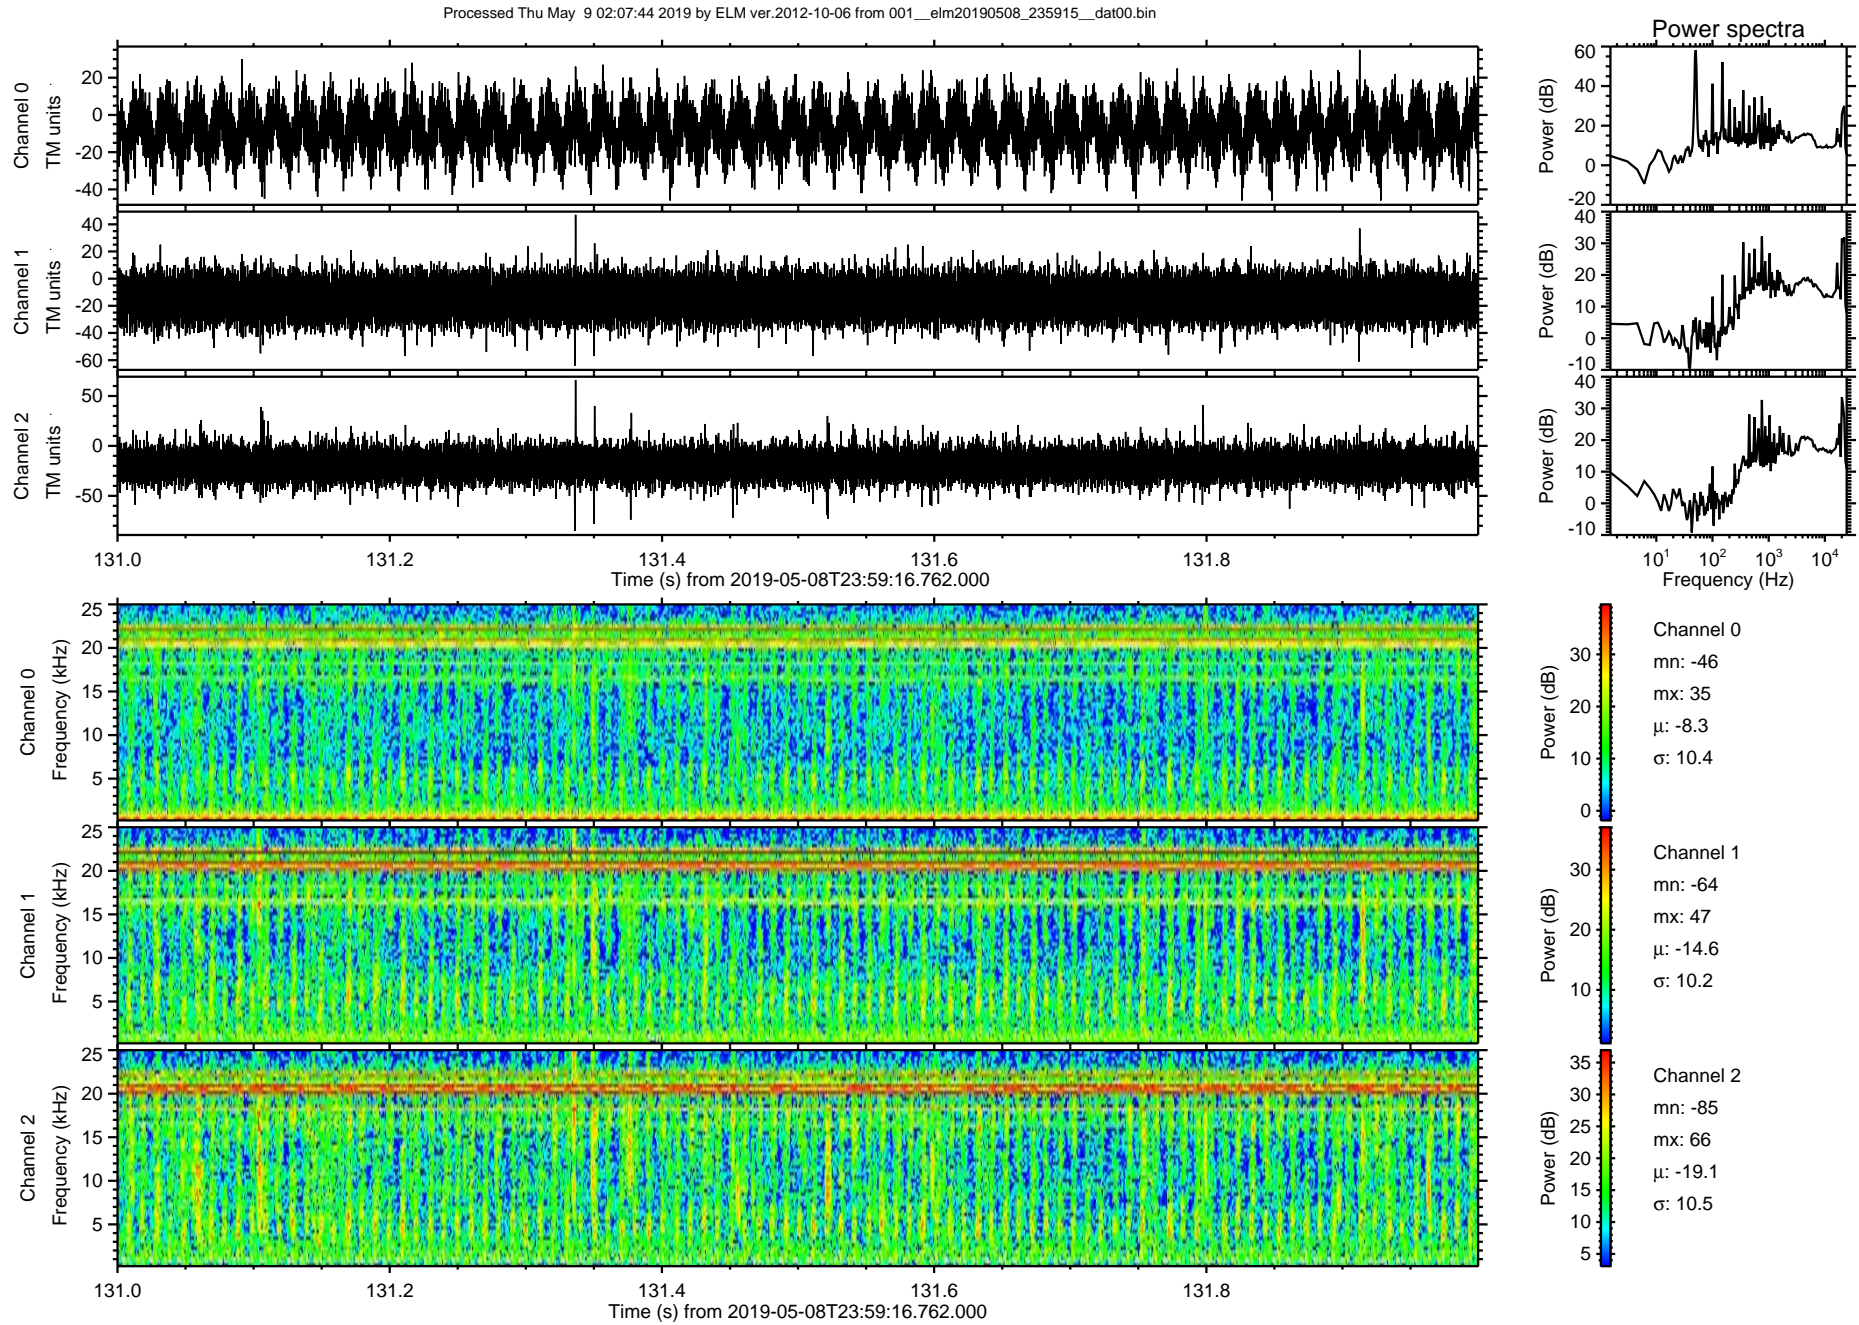 Processed Thu May  9 02:07:44 2019 by ELM ver.2012-10-06 from 001__elm20190508_235915__dat00.bin
Power spectra
Channel 0
TM units
20
0
-20
-40
Power (dB)
60
40
20
0
-20
Channel 1
TM units
40
20
0
-20
-40
-60
Power (dB)
40
30
20
10
0
-10
Channel 2
TM units
50
0
-50
Power (dB)
40
30
20
10
0
-10
131.0 131.2 131.4 131.6 131.8
Time (s) from 2019-05-08T23:59:16.762.000
10^1 10^2 10^3 10^4
Frequency (Hz)
Channel 0
Frequency (kHz)
25
20
15
10
5
Power (dB)
30
20
10
0
Channel 0
mn: -46
mx: 35
μ: -8.3
σ: 10.4
Channel 1
Frequency (kHz)
25
20
15
10
5
Power (dB)
30
20
10
Channel 1
mn: -64
mx: 47
μ: -14.6
σ: 10.2
Channel 2
Frequency (kHz)
25
20
15
10
5
Power (dB)
35
30
25
20
15
10
5
Channel 2
mn: -85
mx: 66
μ: -19.1
σ: 10.5
131.0 131.2 131.4 131.6 131.8
Time (s) from 2019-05-08T23:59:16.762.000